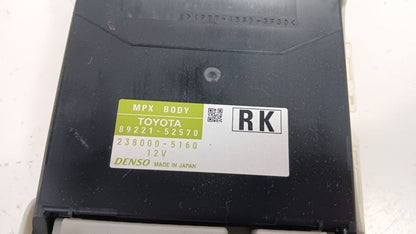 MPX BODY
TOYOTA
89221-52570
238000-5160
12V
DENSO MADE IN JAPAN
RK